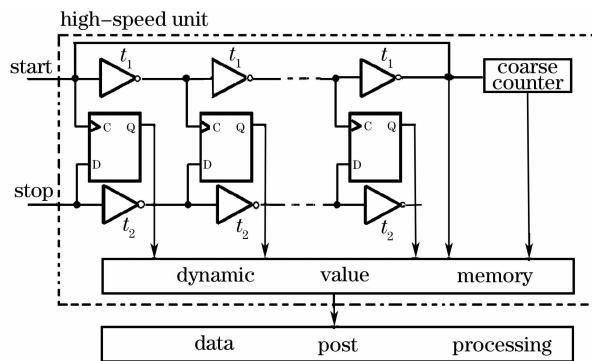 high-speed unit
t1 t1 t1
start
coarse
counter
C Q C Q C Q
D D D
stop
t2 t2 t2
dynamic value memory
data post processing